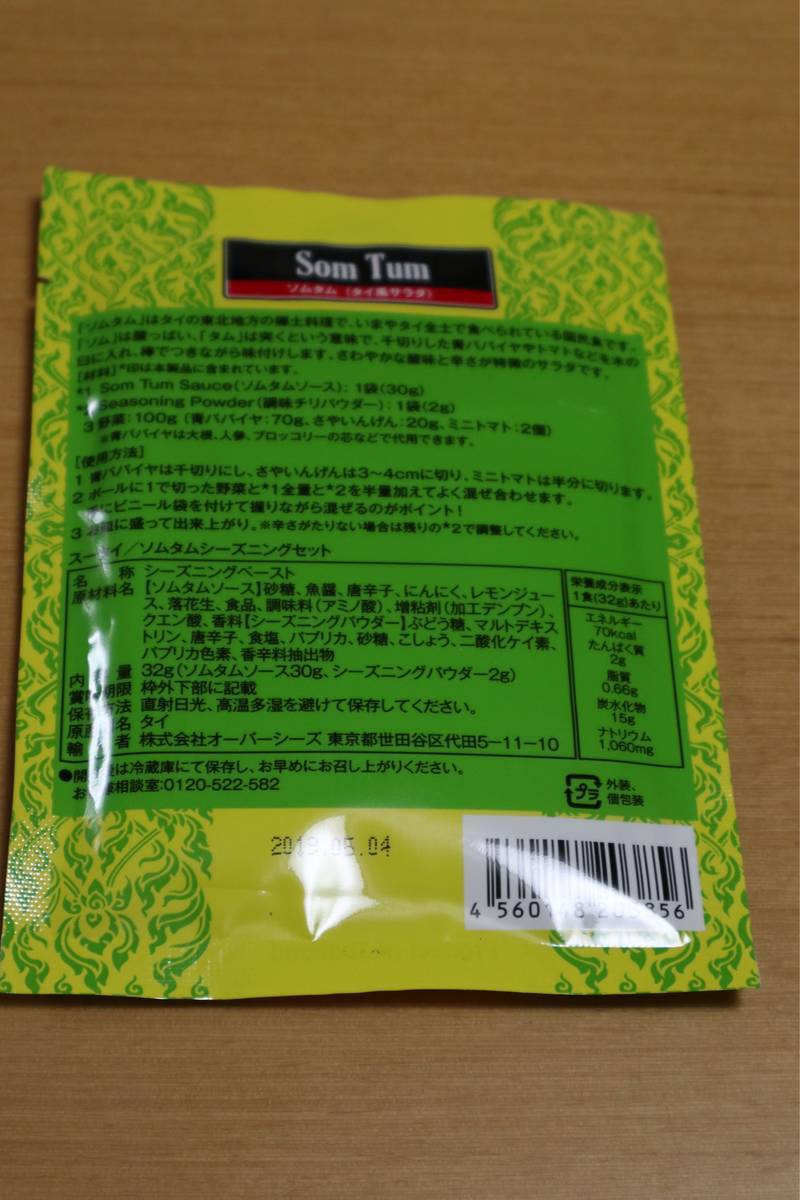 Som Tum
ソムタム (タイ風サラダ)
「ソムタム」はタイの東北地方の郷土料理で、いまやタイ全土で食べられている国民食です。
「ソム」は酸っぱい、「タム」は突くという意味で、千切りした青パパイヤやトマトなどを木の
臼に入れ、棒でつきながら味付けします。さわやかな酸味と辛さが特徴のサラダです。
[材料]*印は本製品に含まれています。
*1 Som Tum Sauce(ソムタムソース):1袋(30g)
Seasoning Powder(調味チリパウダー):1袋(2g)
3 野菜:100g (青パパイヤ:70g、さやいんげん:20g、ミニトマト:2個)
※青パパイヤは大根、人参、ブロッコリーの芯などで代用できます。
[使用方法]
1 青パパイヤは千切りにし、さやいんげんは3〜4cmに切り、ミニトマトは半分に切ります。
2 ボールに1で切った野菜と*1全量と*2を半量加えてよく混ぜ合わせます。
にビニール袋を付けて握りながら混ぜるのがポイント!
3 に盛って出来上がり。※辛さがたりない場合は残りの*2で調整してください。
/ソムタムシーズニングセット
名 称 シーズニングペースト
原材料名 【ソムタムソース】砂糖、魚醤、唐辛子、にんにく、レモンジュー
ス、落花生、食品、調味料(アミノ酸)、増粘剤(加工デンプン)、
クエン酸、香料【シーズニングパウダー】ぶどう糖、マルトデキス
トリン、唐辛子、食塩、パプリカ、砂糖、こしょう、二酸化ケイ素、
パプリカ色素、香辛料抽出物
内 量 32g(ソムタムソース30g、シーズニングパウダー2g)
賞 期限 枠外下部に記載
保 方法 直射日光、高温多湿を避けて保存してください。
原 名 タイ
輸 者 株式会社オーバーシーズ 東京都世田谷区代田5-11-10
栄養成分表示
1食(32g)あたり
エネルギー
70kcal
たんぱく質
2g
脂質
0.66g
炭水化物
15g
ナトリウム
1,060mg
●開 は冷蔵庫にて保存し、お早めにお召し上がりください。
お 相談室:0120-522-582
プラ
外装、
個包装
05.04
4 560